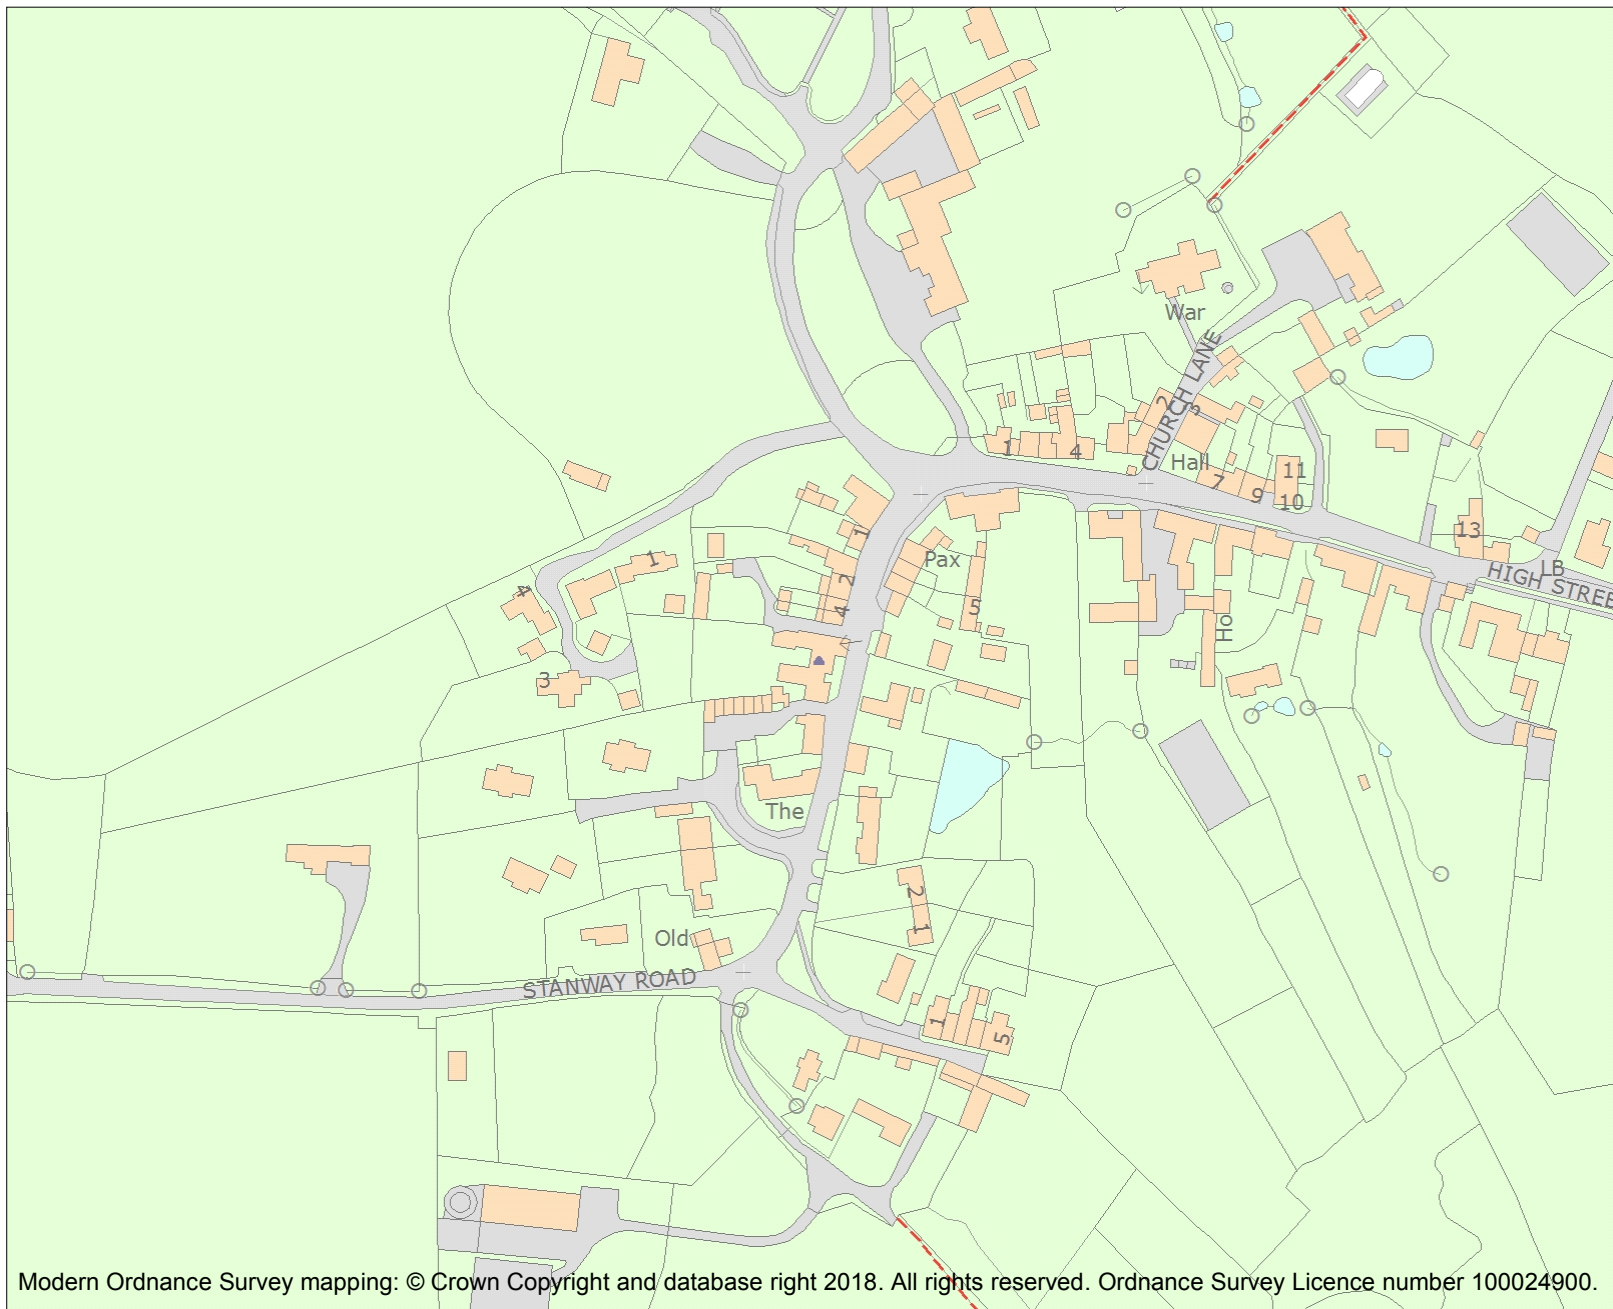 War
CHURCH LANE
2
3
1
4
Hall
7
9
11
10
13
LB
HIGH STREE
1
2
4
Pax
5
Ho
1
4
3
The
2
1
Old
STANWAY ROAD
1
5
Modern Ordnance Survey mapping: © Crown Copyright and database right 2018. All rights reserved. Ordnance Survey Licence number 100024900.